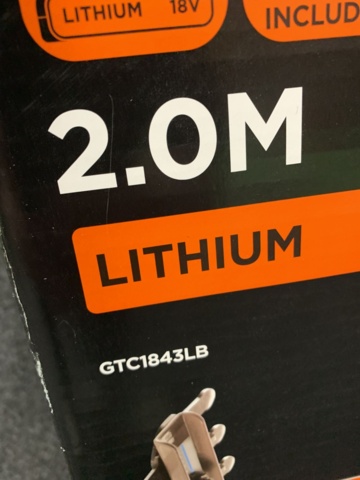 LITHIUM 18V
INCLUD
2.0M
LITHIUM
GTC1843LB